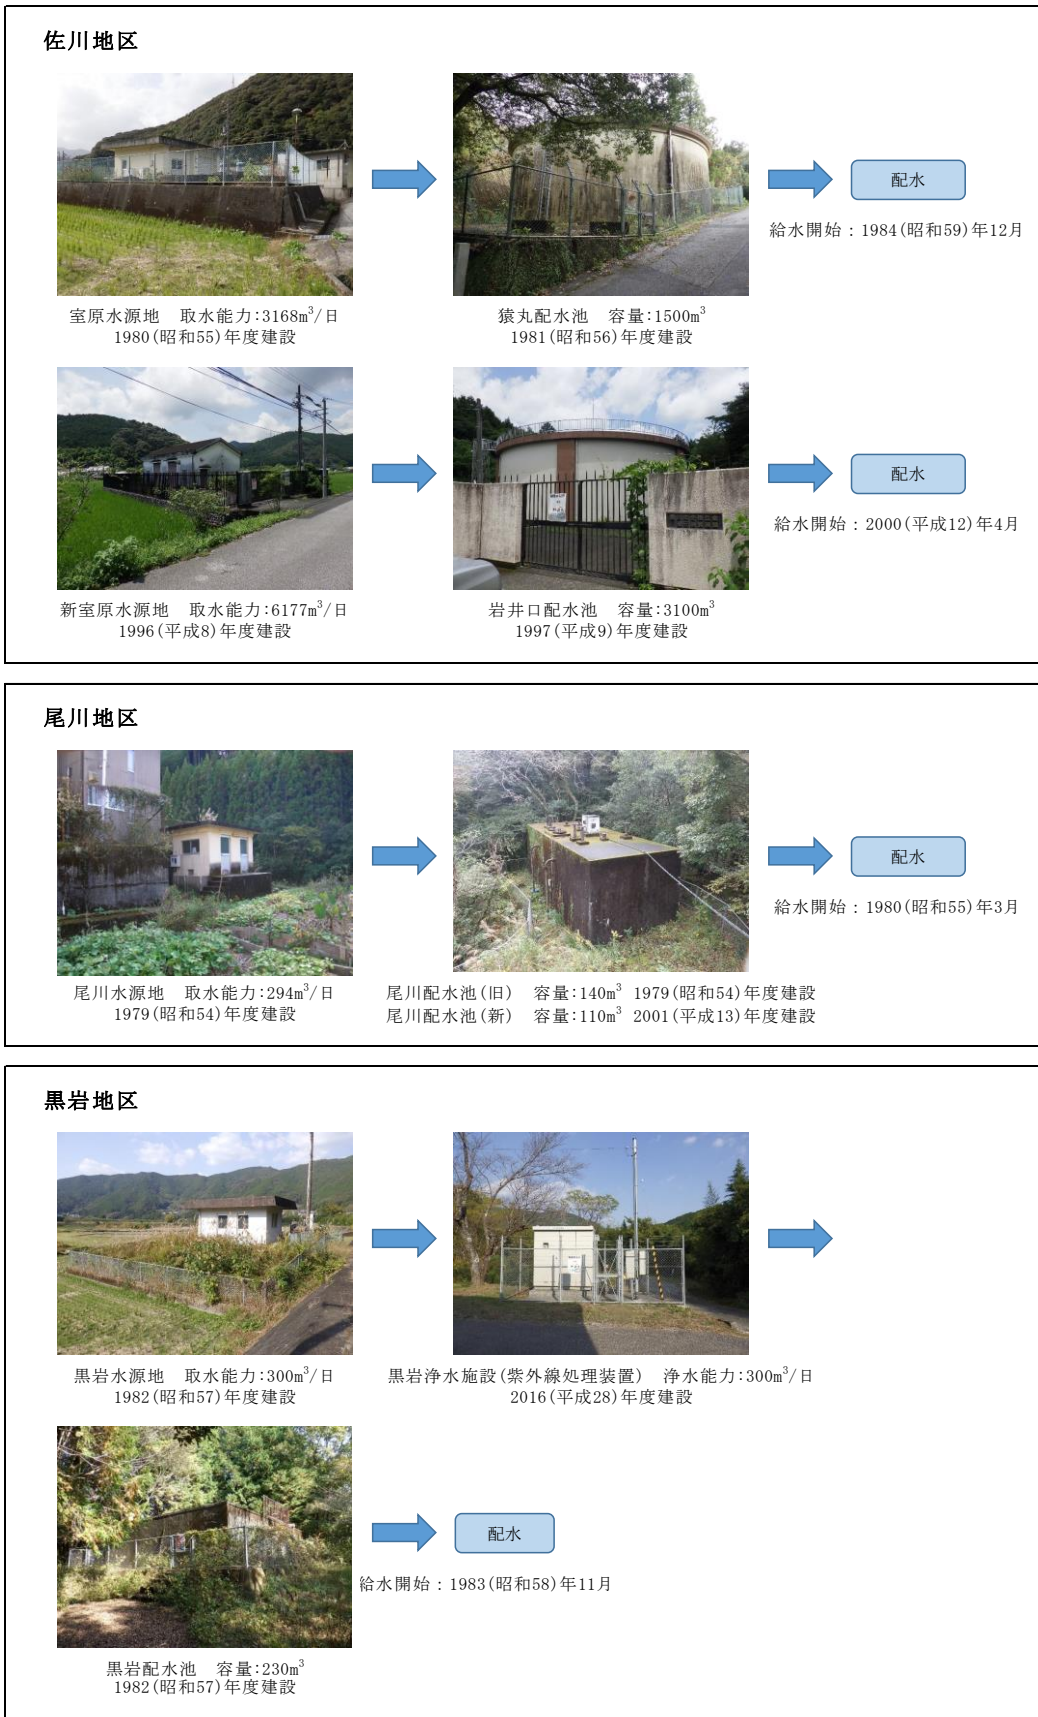 佐川地区
配水
給水開始：1984(昭和59)年12月
室原水源地　取水能力:3168m³/日
1980(昭和55)年度建設
猿丸配水池　容量:1500m³
1981(昭和56)年度建設
配水
給水開始：2000(平成12)年4月
新室原水源地　取水能力:6177m³/日
1996(平成8)年度建設
岩井口配水池　容量:3100m³
1997(平成9)年度建設
尾川地区
配水
給水開始：1980(昭和55)年3月
尾川水源地　取水能力:294m³/日
1979(昭和54)年度建設
尾川配水池(旧)　容量:140m³ 1979(昭和54)年度建設
尾川配水池(新)　容量:110m³ 2001(平成13)年度建設
黒岩地区
黒岩水源地　取水能力:300m³/日
1982(昭和57)年度建設
黒岩浄水施設(紫外線処理装置)　浄水能力:300m³/日
2016(平成28)年度建設
配水
給水開始：1983(昭和58)年11月
黒岩配水池　容量:230m³
1982(昭和57)年度建設